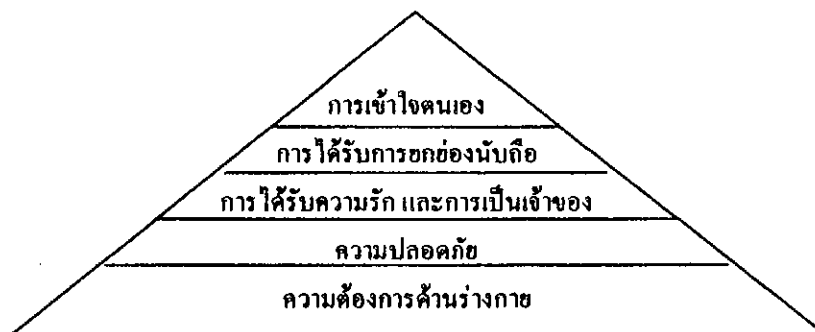 การเข้าใจตนเอง
การได้รับการยกย่องนับถือ
การได้รับความรัก และการเป็นเจ้าของ
ความปลอดภัย
ความต้องการด้านร่างกาย